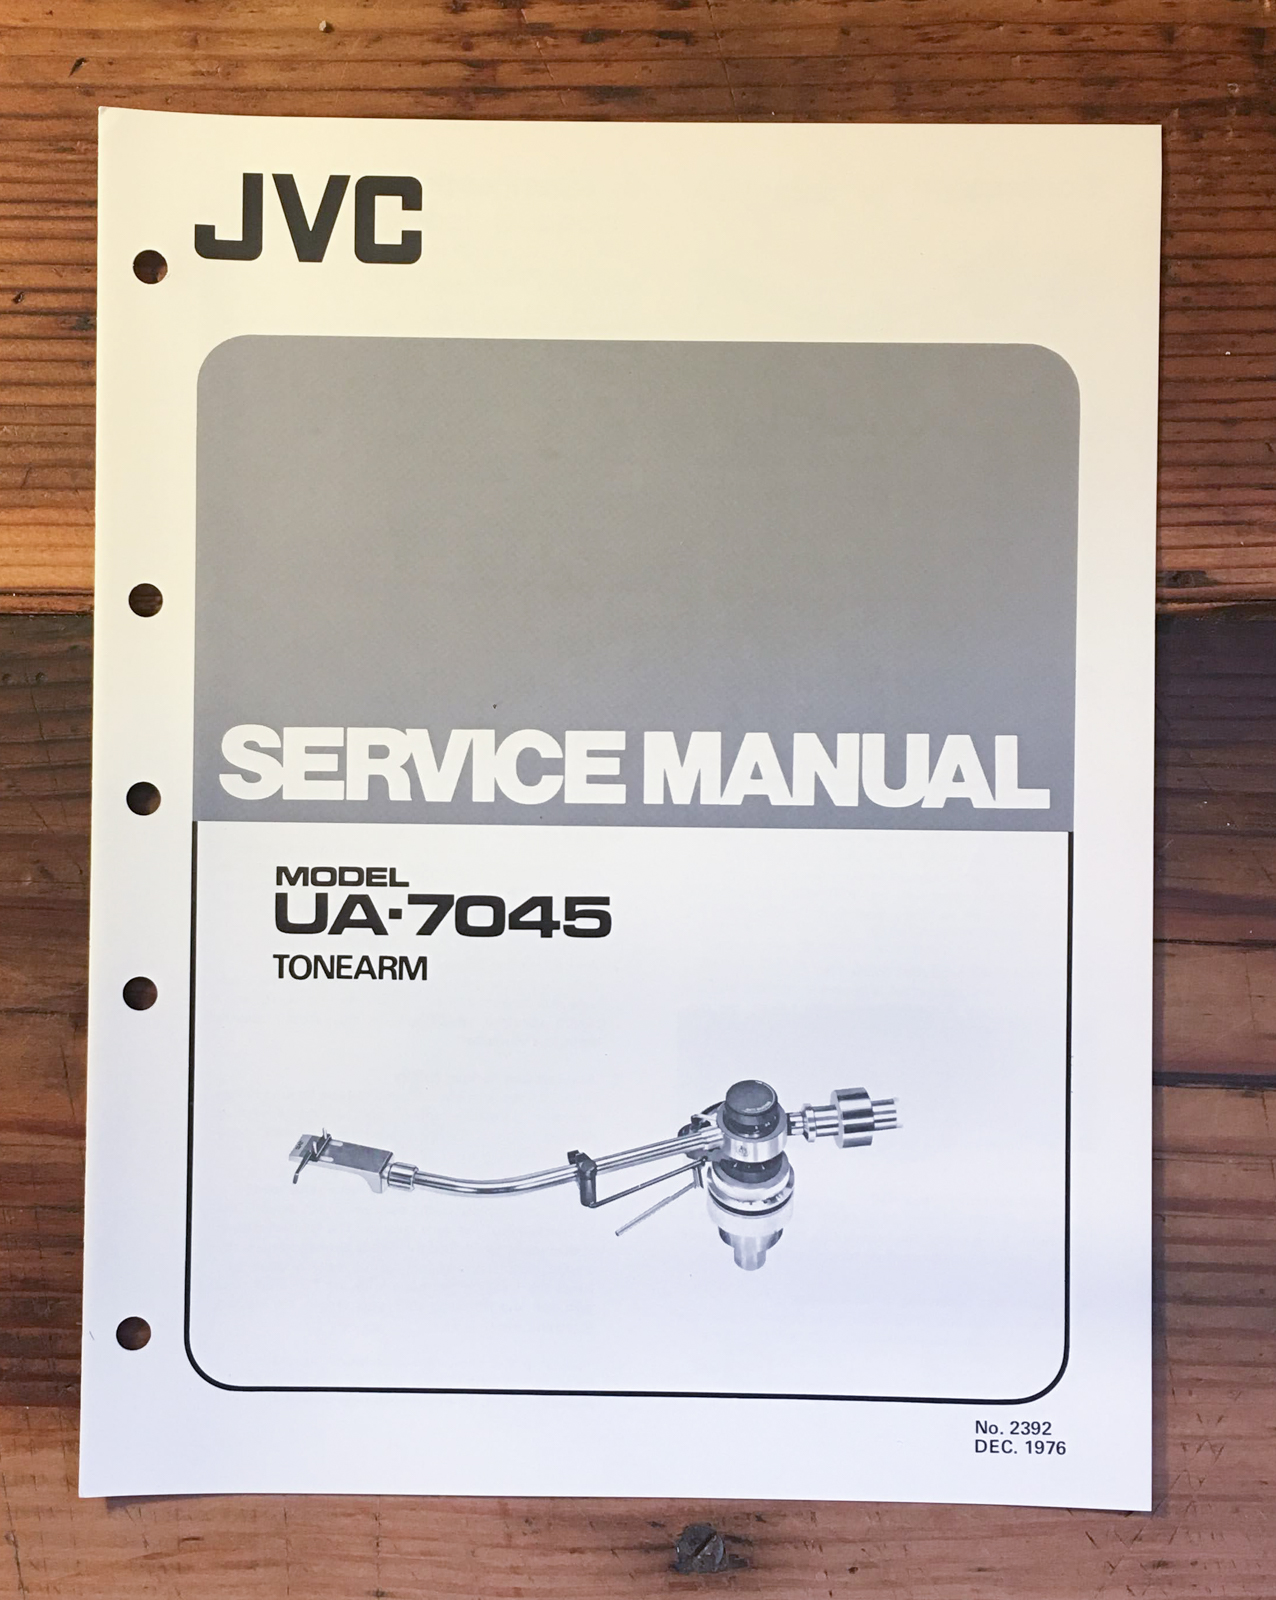 JVC
SERVICE MANUAL
MODEL
UA-7045
TONEARM
No. 2392
DEC. 1976